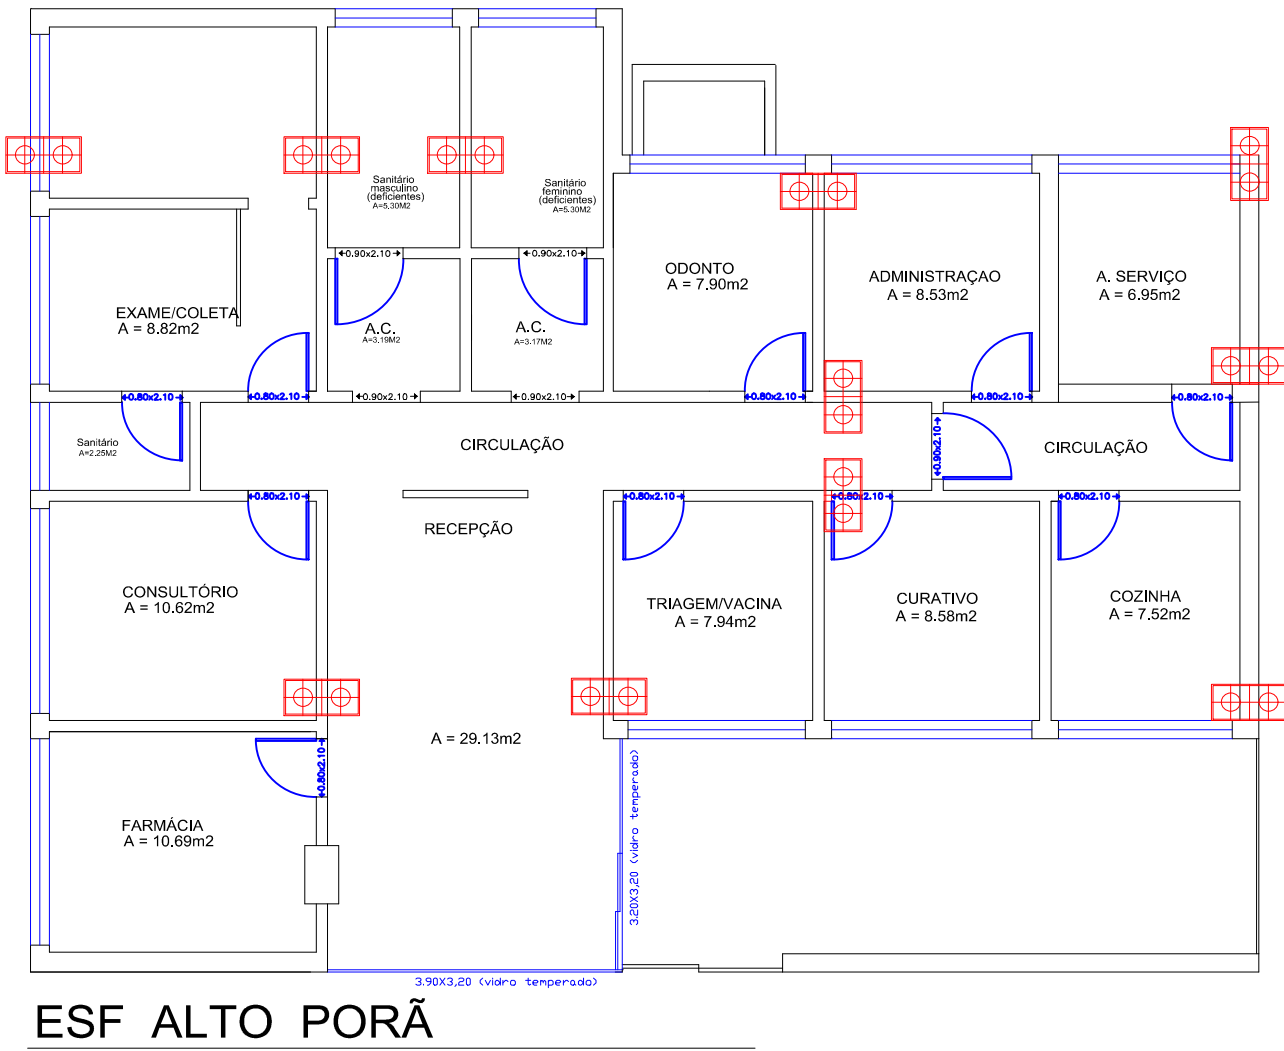 Sanitário
masculino
(deficientes)
A=5.30M2
Sanitário
feminino
(deficientes)
A=5.30M2
0.90x2.10
0.90x2.10
ODONTO
A = 7.90m2
ADMINISTRAÇAO
A = 8.53m2
A. SERVIÇO
A = 6.95m2
EXAME/COLETA
A = 8.82m2
A.C.
A=3.19M2
A.C.
A=3.17M2
0.80x2.10
0.80x2.10
0.90x2.10
0.90x2.10
0.80x2.10
0.80x2.10
0.80x2.10
Sanitário
A=2.25M2
CIRCULAÇÃO
0.90x2.10
CIRCULAÇÃO
0.80x2.10
0.80x2.10
0.80x2.10
0.80x2.10
RECEPÇÃO
CONSULTÓRIO
A = 10.62m2
TRIAGEM/VACINA
A = 7.94m2
CURATIVO
A = 8.58m2
COZINHA
A = 7.52m2
A = 29.13m2
0.80x2.10
FARMÁCIA
A = 10.69m2
3.20X3,20 (vidro temperado)
3.90X3,20 (vidro temperado)
ESF ALTO PORÃ